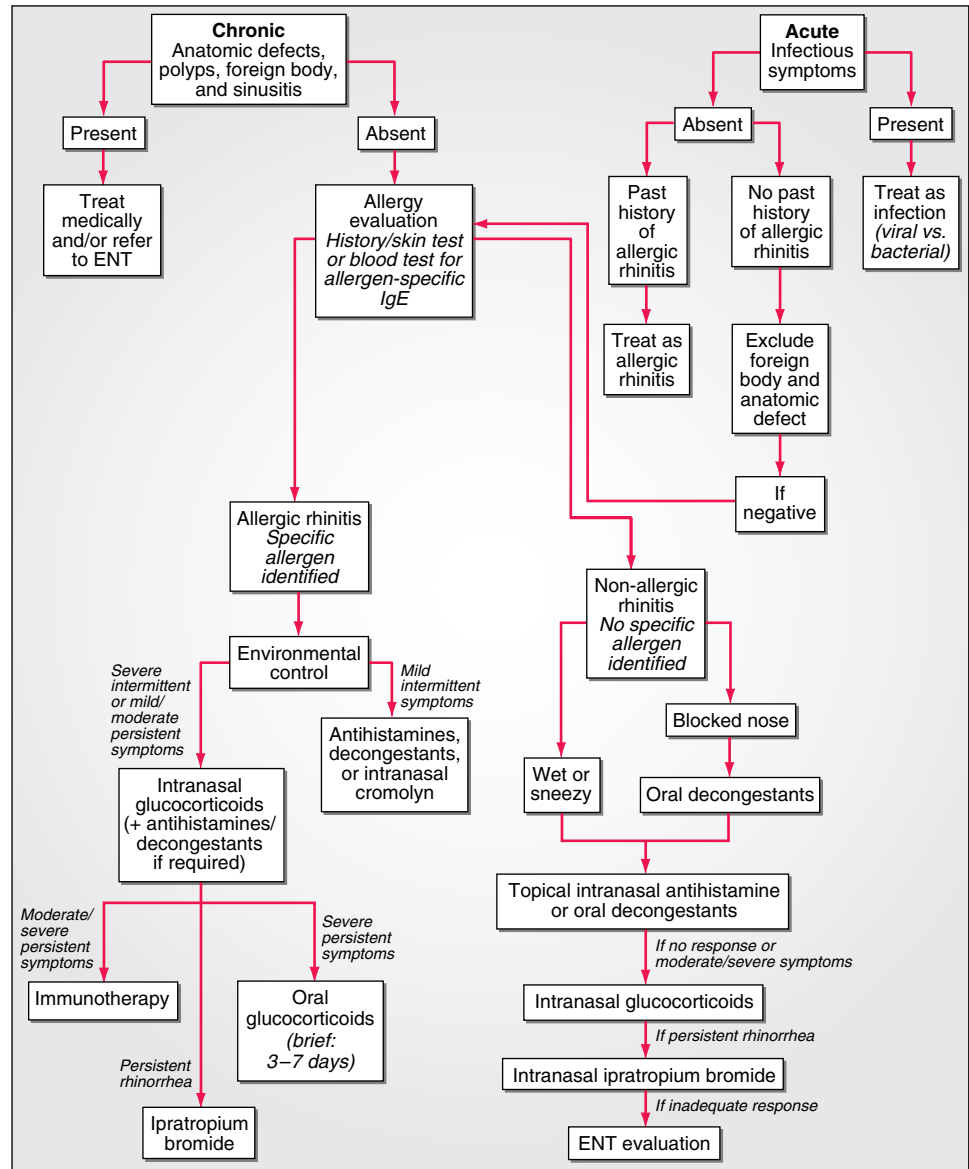 Chronic
Anatomic defects,
polyps, foreign body,
and sinusitis
Acute
Infectious
symptoms
Present
Absent
Absent
Present
Treat
medically
and/or refer
to ENT
Allergy
evaluation
History/skin test
or blood test for
allergen-specific
IgE
Past
history
of allergic
rhinitis
No past
history
of allergic
rhinitis
Treat as
infection
(viral vs.
bacterial)
Treat as
allergic
rhinitis
Exclude
foreign
body and
anatomic
defect
If
negative
Allergic rhinitis
Specific
allergen
identified
Non-allergic
rhinitis
No specific
allergen
identified
Environmental
control
Severe
intermittent
or mild/
moderate
persistent
symptoms
Mild
intermittent
symptoms
Antihistamines,
decongestants,
or intranasal
cromolyn
Blocked nose
Wet or
sneezy
Oral decongestants
Intranasal
glucocorticoids
(+ antihistamines/
decongestants
if required)
Topical intranasal antihistamine
or oral decongestants
Moderate/
severe
persistent
symptoms
Severe
persistent
symptoms
If no response or
moderate/severe symptoms
Immunotherapy
Oral
glucocorticoids
(brief:
3–7 days)
Intranasal glucocorticoids
If persistent rhinorrhea
Intranasal ipratropium bromide
Persistent
rhinorrhea
If inadequate response
Ipratropium
bromide
ENT evaluation